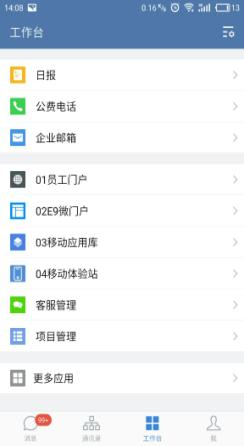 14:08
0.16 K/s
13
工作台
日报
公费电话
企业邮箱
01员工门户
02E9微门户
03移动应用库
04移动体验站
客服管理
项目管理
更多应用
99+
消息
通讯录
工作台
我